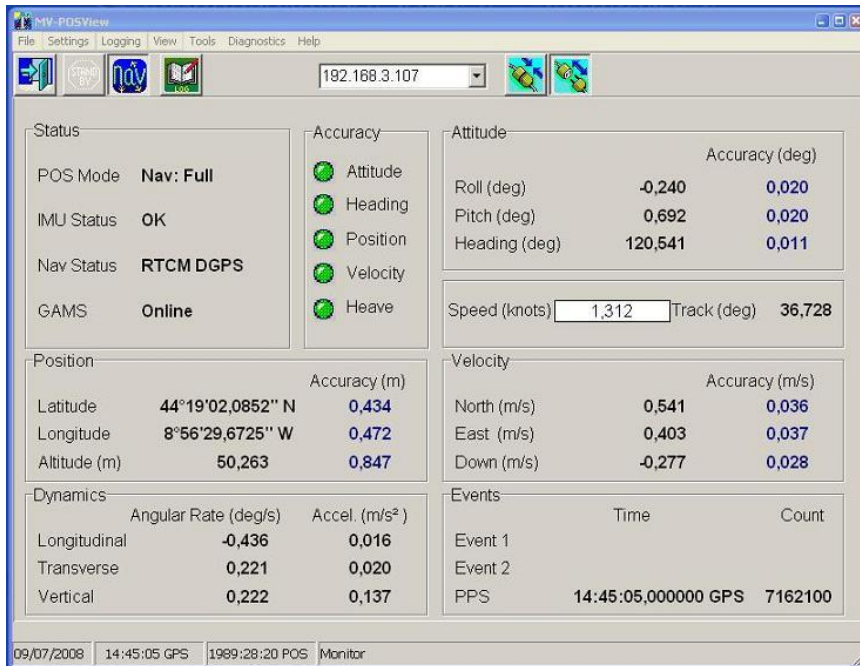 MV-POSView
File Settings Logging View Tools Diagnostics Help
STAND BY nav LOG 192.168.3.107
Status
POS Mode Nav: Full
IMU Status OK
Nav Status RTCM DGPS
GAMS Online
Accuracy
Attitude
Heading
Position
Velocity
Heave
Attitude
Accuracy (deg)
Roll (deg) -0,240 0,020
Pitch (deg) 0,692 0,020
Heading (deg) 120,541 0,011
Speed (knots) 1,312 Track (deg) 36,728
Position
Accuracy (m)
Latitude 44°19'02,0852'' N 0,434
Longitude 8°56'29,6725'' W 0,472
Altitude (m) 50,263 0,847
Velocity
Accuracy (m/s)
North (m/s) 0,541 0,036
East (m/s) 0,403 0,037
Down (m/s) -0,277 0,028
Dynamics
Angular Rate (deg/s) Accel. (m/s²)
Longitudinal -0,436 0,016
Transverse 0,221 0,020
Vertical 0,222 0,137
Events
Time Count
Event 1
Event 2
PPS 14:45:05,000000 GPS 7162100
09/07/2008 14:45:05 GPS 1989:28:20 POS Monitor